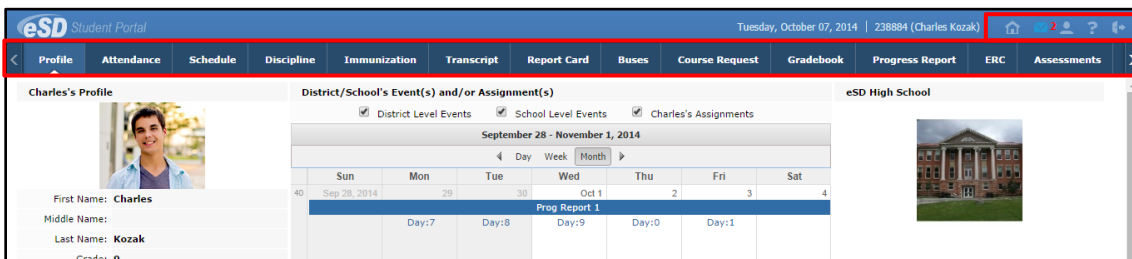 eSD Student Portal
Tuesday, October 07, 2014 | 238884 (Charles Kozak) 2 ?
< Profile Attendance Schedule Discipline Immunization Transcript Report Card Buses Course Request Gradebook Progress Report ERC Assessments >
Charles's Profile
First Name: Charles
Middle Name:
Last Name: Kozak
Grade: 9
District/School's Event(s) and/or Assignment(s)
District Level Events School Level Events Charles's Assignments
September 28 - November 1, 2014
Day Week Month
Sun Mon Tue Wed Thu Fri Sat
40 Sep 28, 2014 29 30 Oct 1 2 3 4
Prog Report 1
Day:7 Day:8 Day:9 Day:0 Day:1
eSD High School